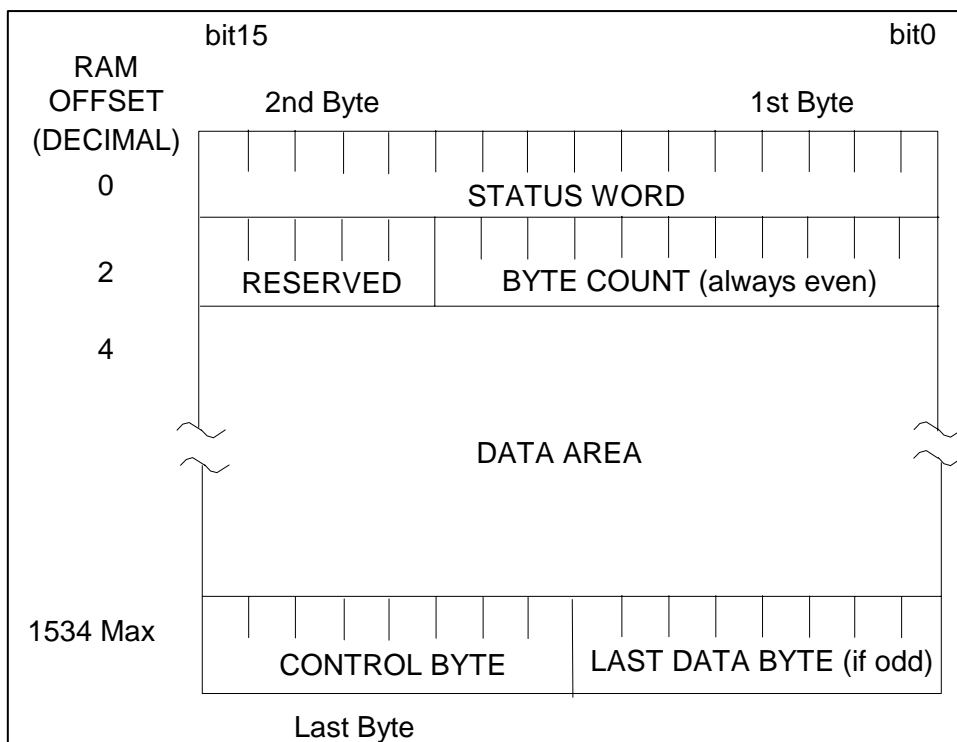 bit15 bit0
RAM
OFFSET
(DECIMAL)
2nd Byte 1st Byte
0 STATUS WORD
2 RESERVED BYTE COUNT (always even)
4
DATA AREA
1534 Max
CONTROL BYTE LAST DATA BYTE (if odd)
Last Byte